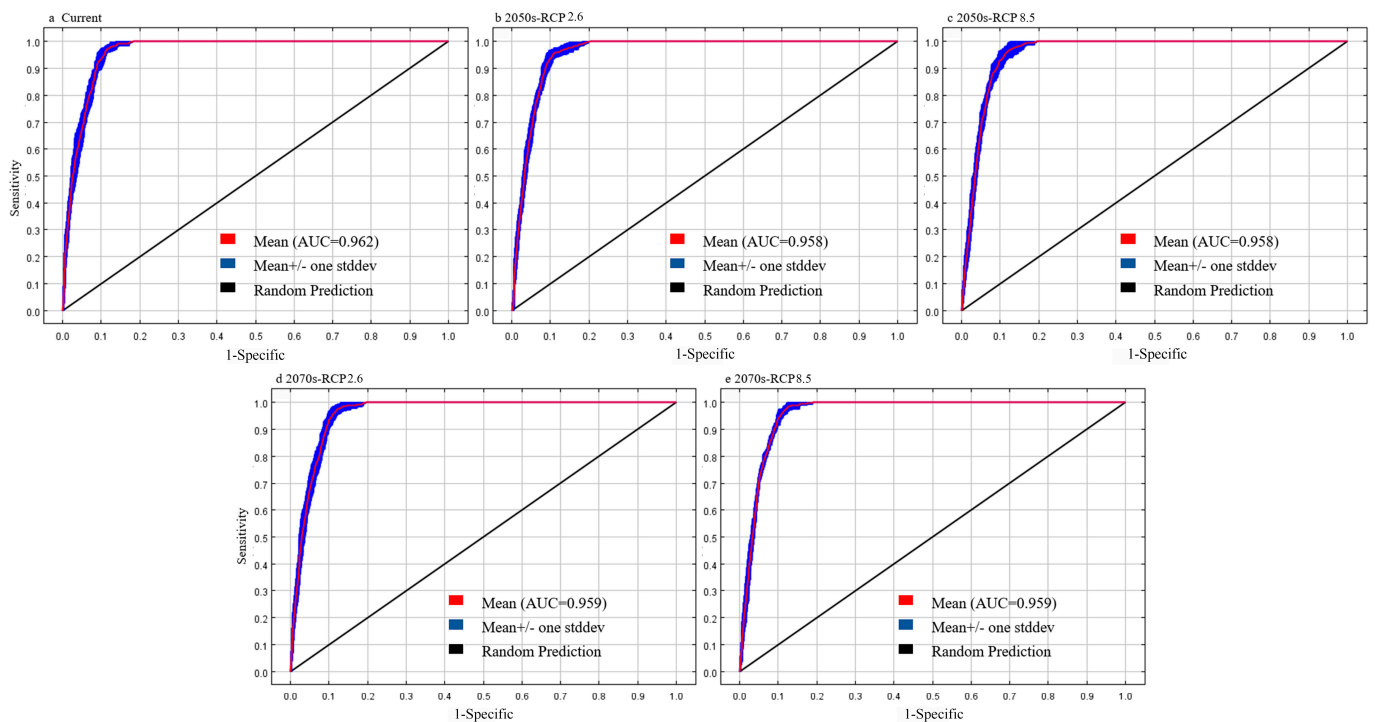 a Current
1.0
0.9
0.8
0.7
0.6
0.5
0.4
0.3
0.2
0.1
0.0
Sensitivity
Mean (AUC=0.962)
Mean+/- one stddev
Random Prediction
0.0 0.1 0.2 0.3 0.4 0.5 0.6 0.7 0.8 0.9 1.0
1-Specific
b 2050s-RCP 2.6
1.0
0.9
0.8
0.7
0.6
0.5
0.4
0.3
0.2
0.1
0.0
Mean (AUC=0.958)
Mean+/- one stddev
Random Prediction
0.0 0.1 0.2 0.3 0.4 0.5 0.6 0.7 0.8 0.9 1.0
1-Specific
c 2050s-RCP 8.5
1.0
0.9
0.8
0.7
0.6
0.5
0.4
0.3
0.2
0.1
0.0
Mean (AUC=0.958)
Mean+/- one stddev
Random Prediction
0.0 0.1 0.2 0.3 0.4 0.5 0.6 0.7 0.8 0.9 1.0
1-Specific
d 2070s-RCP2.6
1.0
0.9
0.8
0.7
0.6
0.5
0.4
0.3
0.2
0.1
0.0
Sensitivity
Mean (AUC=0.959)
Mean+/- one stddev
Random Prediction
0.0 0.1 0.2 0.3 0.4 0.5 0.6 0.7 0.8 0.9 1.0
1-Specific
e 2070s-RCP8.5
1.0
0.9
0.8
0.7
0.6
0.5
0.4
0.3
0.2
0.1
0.0
Mean (AUC=0.959)
Mean+/- one stddev
Random Prediction
0.0 0.1 0.2 0.3 0.4 0.5 0.6 0.7 0.8 0.9 1.0
1-Specific